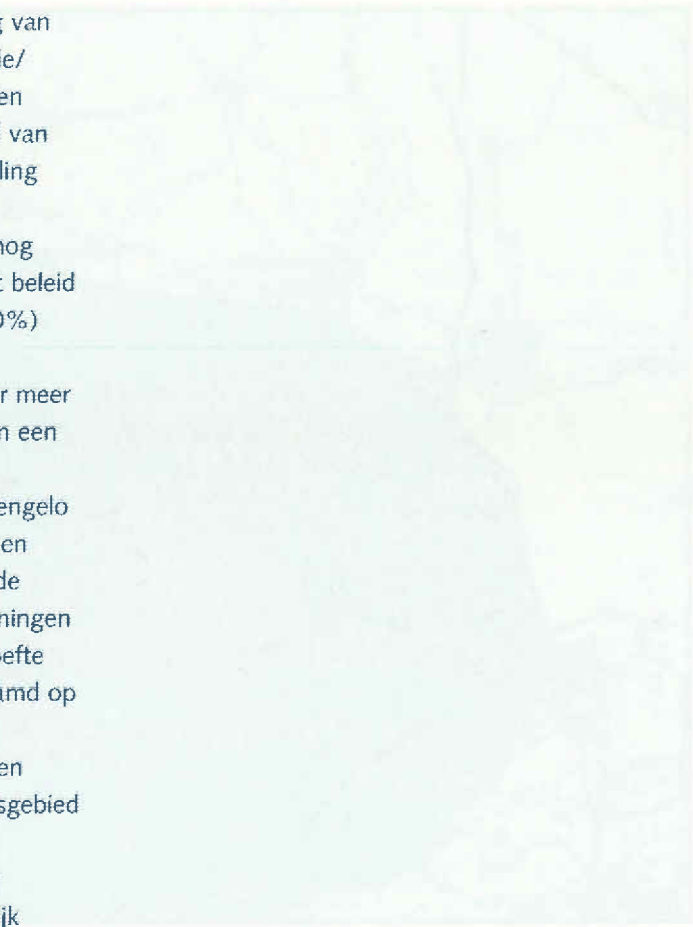 g van
ie/
en
van
ling
nog
t beleid
0%)
r meer
n een
engelo
en
de
ningen
oefte
amd op
en
sgebied
ijk